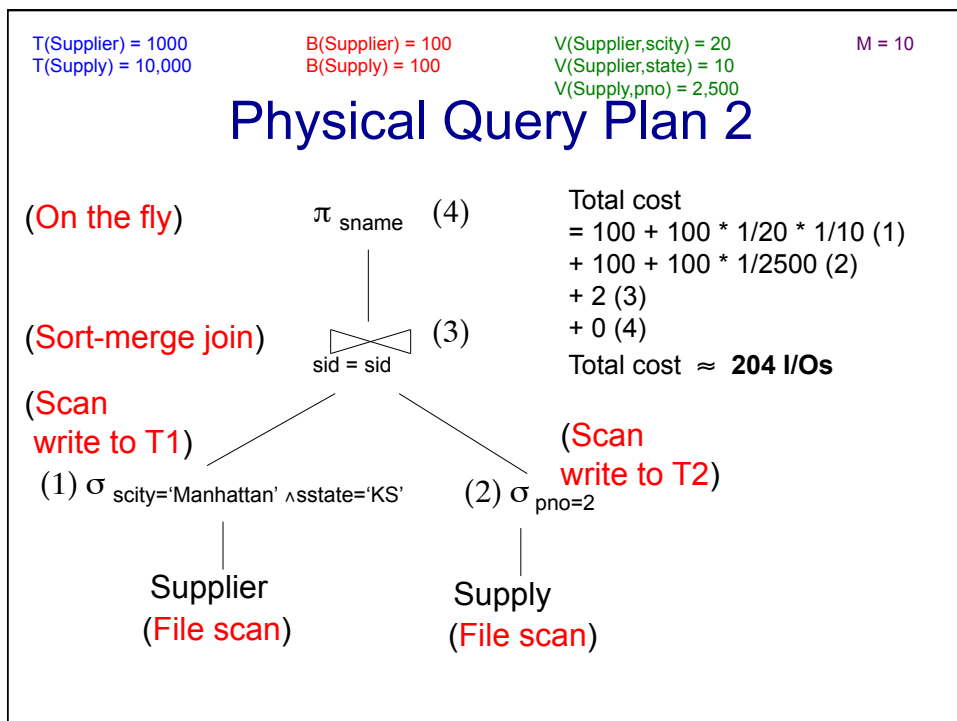 T(Supplier) = 1000
T(Supply) = 10,000
B(Supplier) = 100
B(Supply) = 100
V(Supplier,scity) = 20
V(Supplier,state) = 10
V(Supply,pno) = 2,500
M = 10
Physical Query Plan 2
(On the fly)
π sname (4)
Total cost
= 100 + 100 * 1/20 * 1/10 (1)
+ 100 + 100 * 1/2500 (2)
+ 2 (3)
+ 0 (4)
Total cost ≈ 204 I/Os
(Sort-merge join)
(3)
sid = sid
(Scan
write to T1)
(1) σ scity=‘Manhattan’ ∧sstate=‘KS’
(Scan
write to T2)
(2) σ pno=2
Supplier
(File scan)
Supply
(File scan)